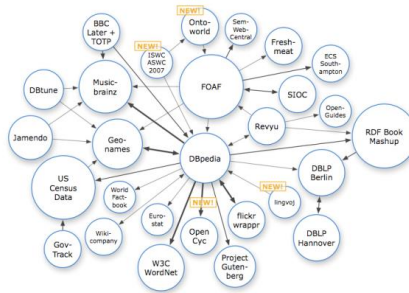 NEW!
BBC
Later +
TOTP
NEW!
Onto-
world
Sem-
Web-
Central
Fresh-
meat
ISWC
ASWC
2007
DBtune
Music-
brainz
FOAF
ECS
South-
ampton
SIOC
Jamendo
Geo-
names
Revyu
Open-
Guides
RDF Book
Mashup
DBpedia
US
Census
Data
World
Fact-
book
DBLP
Berlin
NEW!
lingvoj
Gov-
Track
Wiki-
company
Euro-
stat
NEW!
Open
Cyc
flickr
wrappr
W3C
WordNet
Project
Guten-
berg
DBLP
Hannover